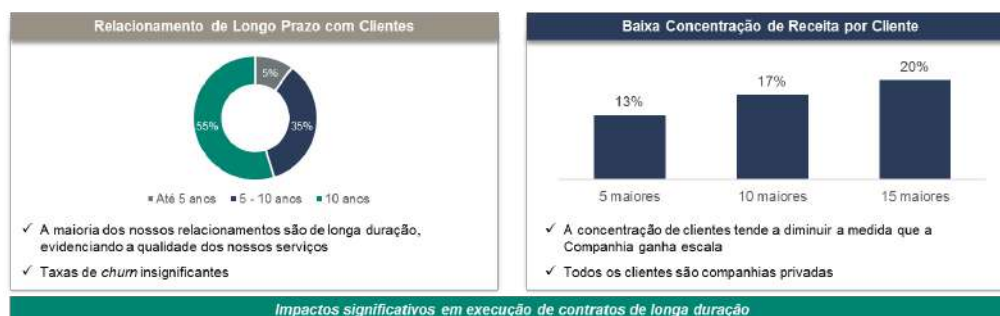 Relacionamento de Longo Prazo com Clientes
5%
35%
55%
Até 5 anos 5 - 10 anos 10 anos
✓ A maioria dos nossos relacionamentos são de longa duração,
evidenciando a qualidade dos nossos serviços
✓ Taxas de churn insignificantes
Baixa Concentração de Receita por Cliente
13%
17%
20%
5 maiores 10 maiores 15 maiores
✓ A concentração de clientes tende a diminuir a medida que a
Companhia ganha escala
✓ Todos os clientes são companhias privadas
Impactos significativos em execução de contratos de longa duração